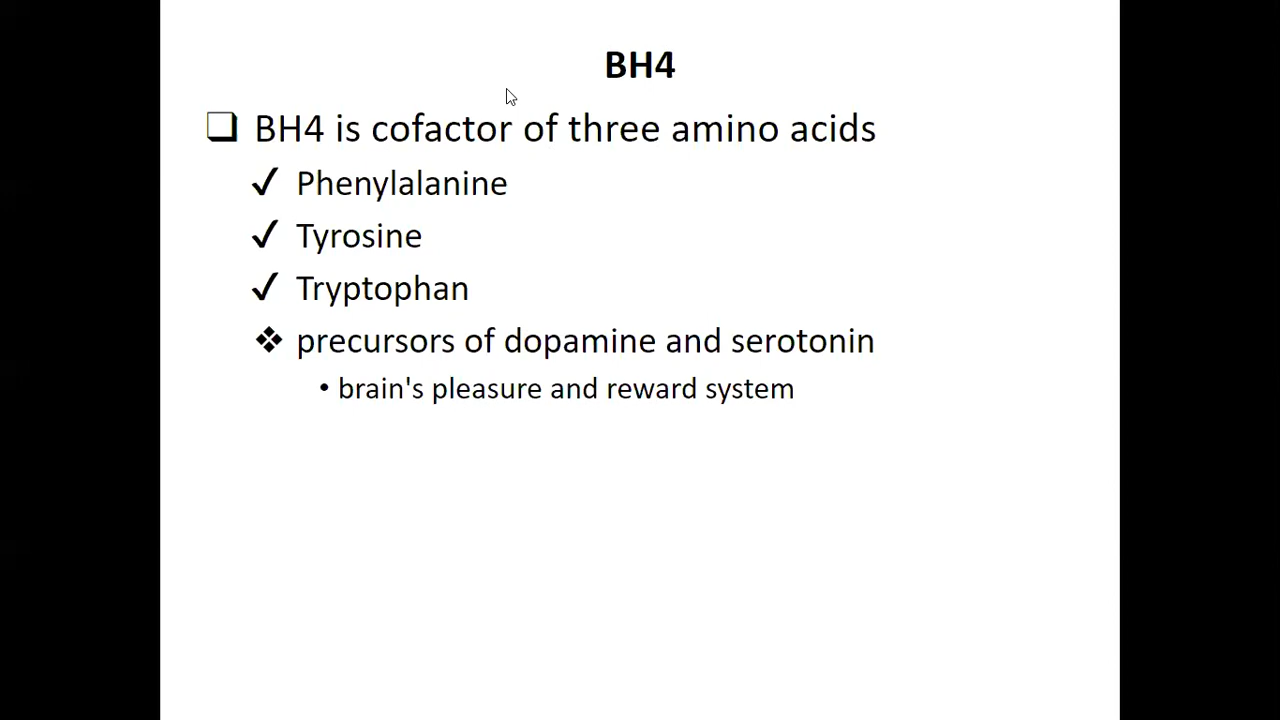 BH4
❑ BH4 is cofactor of three amino acids
✓ Phenylalanine
✓ Tyrosine
✓ Tryptophan
❖ precursors of dopamine and serotonin
• brain's pleasure and reward system